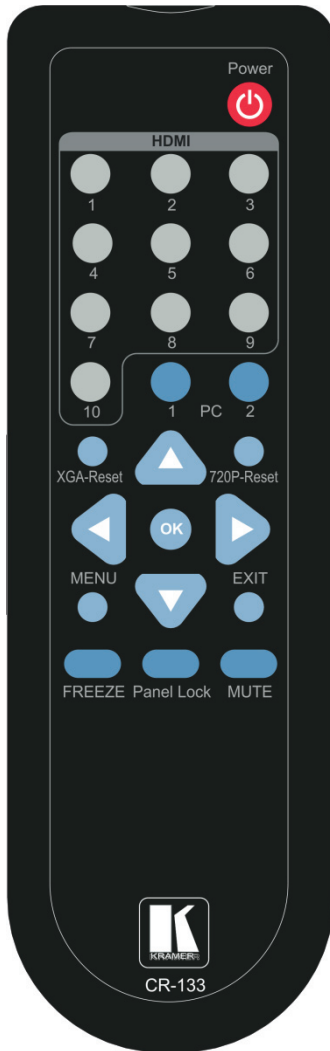 Power
HDMI
1 2 3
4 5 6
7 8 9
10 1 PC 2
XGA-Reset 720P-Reset
OK
MENU EXIT
FREEZE Panel Lock MUTE
K
KRAMER
CR-133